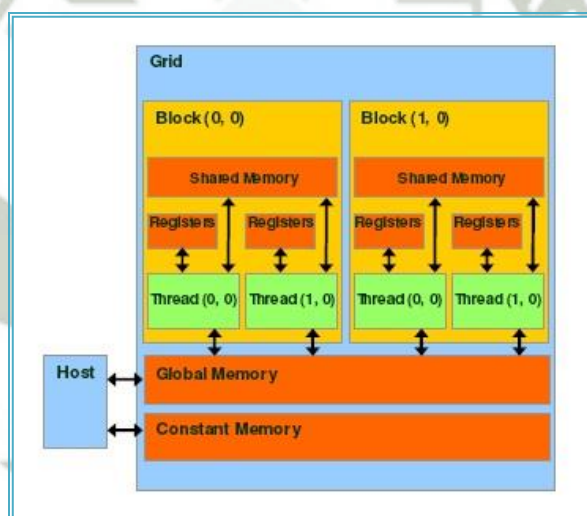 Grid
Block (0, 0)
Block (1, 0)
Shared Memory
Shared Memory
Registers
Registers
Registers
Registers
Thread (0, 0)
Thread (1, 0)
Thread (0, 0)
Thread (1, 0)
Host
Global Memory
Constant Memory